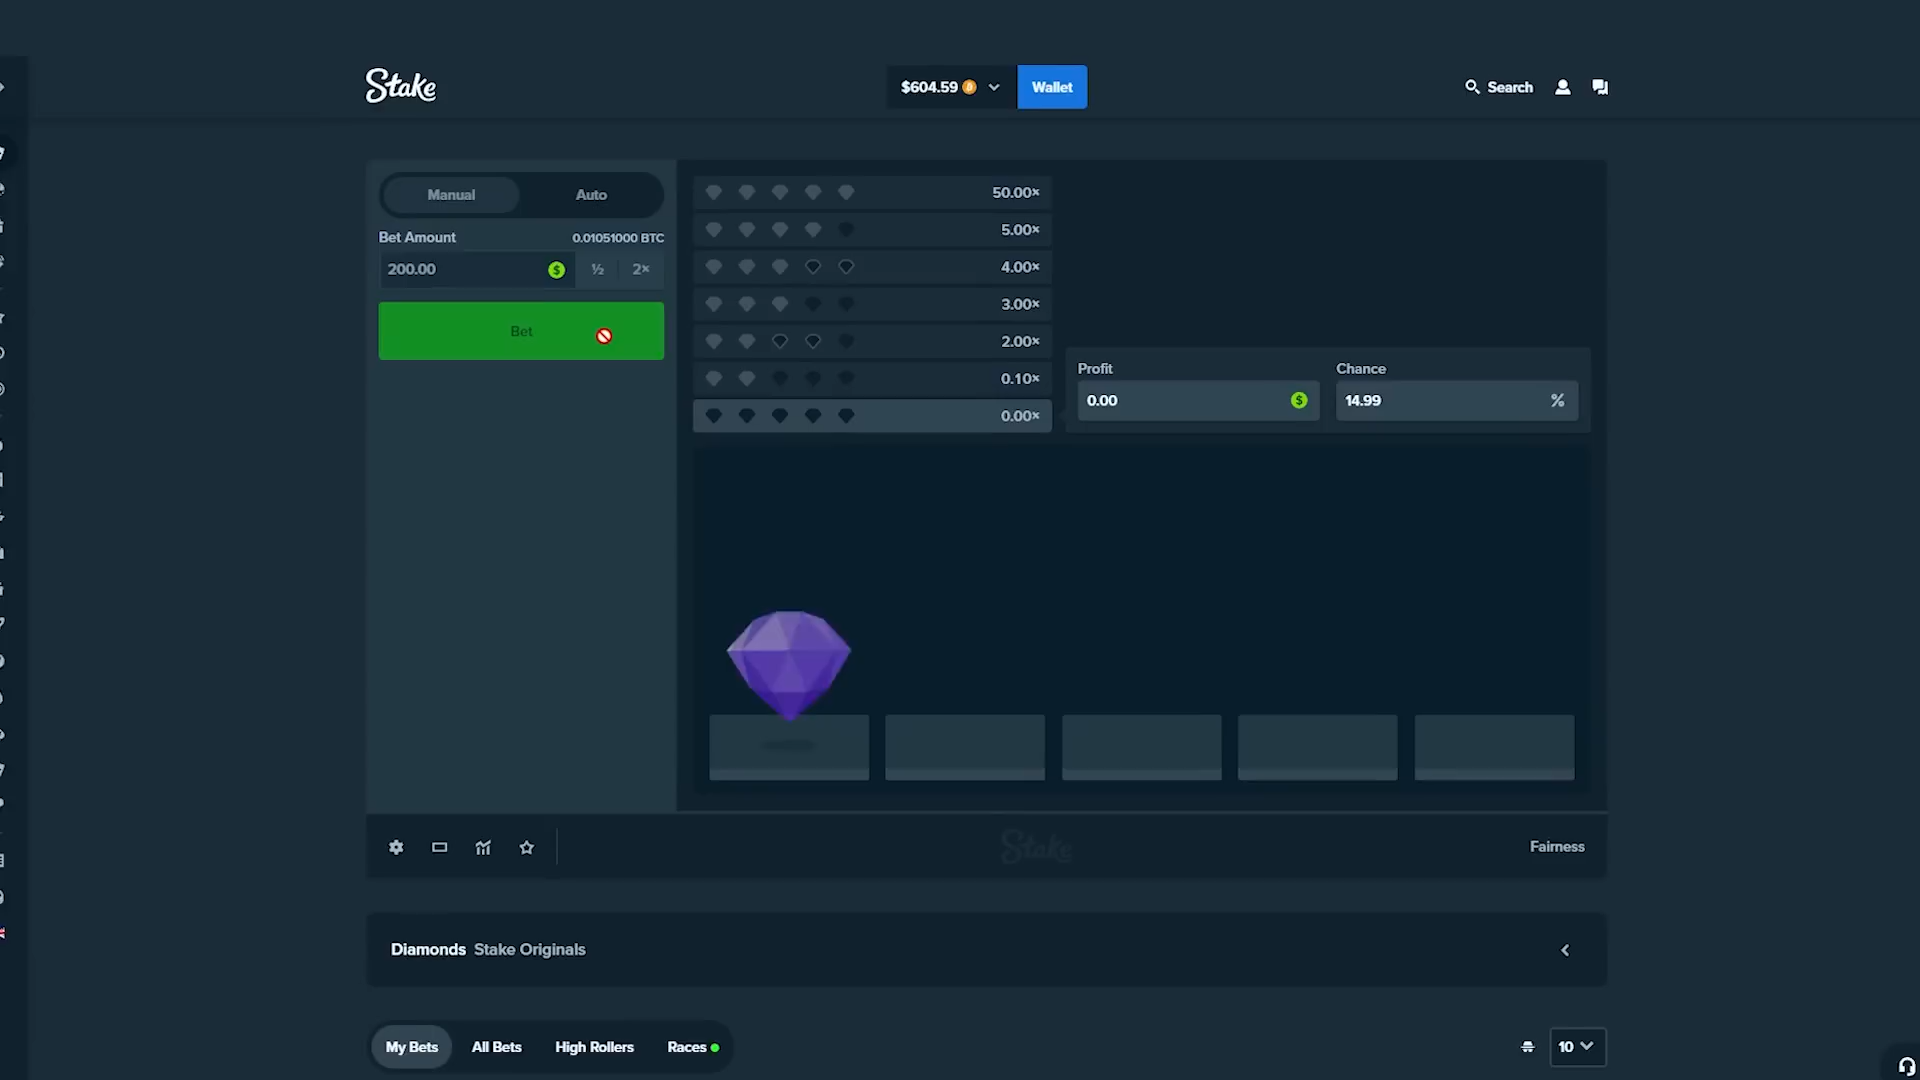 Stake
$604.59
Wallet
Search
Manual
Auto
Bet Amount
0.01051000 BTC
200.00
$
½
2×
Bet
50.00×
5.00×
4.00×
3.00×
2.00×
0.10×
0.00×
Profit
Chance
0.00
$
14.99
%
Stake
Fairness
Diamonds Stake Originals
My Bets
All Bets
High Rollers
Races
10